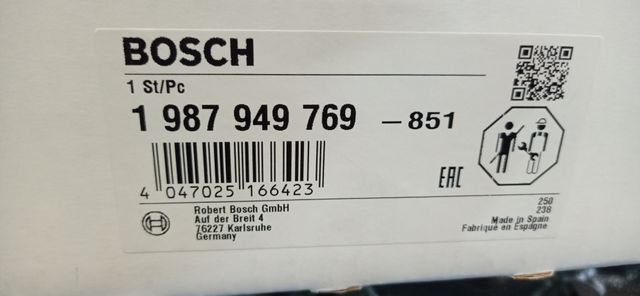 BOSCH
1 St/Pc
1 987 949 769 – 851
4 047025 166423
EAC
Robert Bosch GmbH
Auf der Breit 4
76227 Karlsruhe
Germany
250
238
Made in Spain
Fabriqué en Espagne